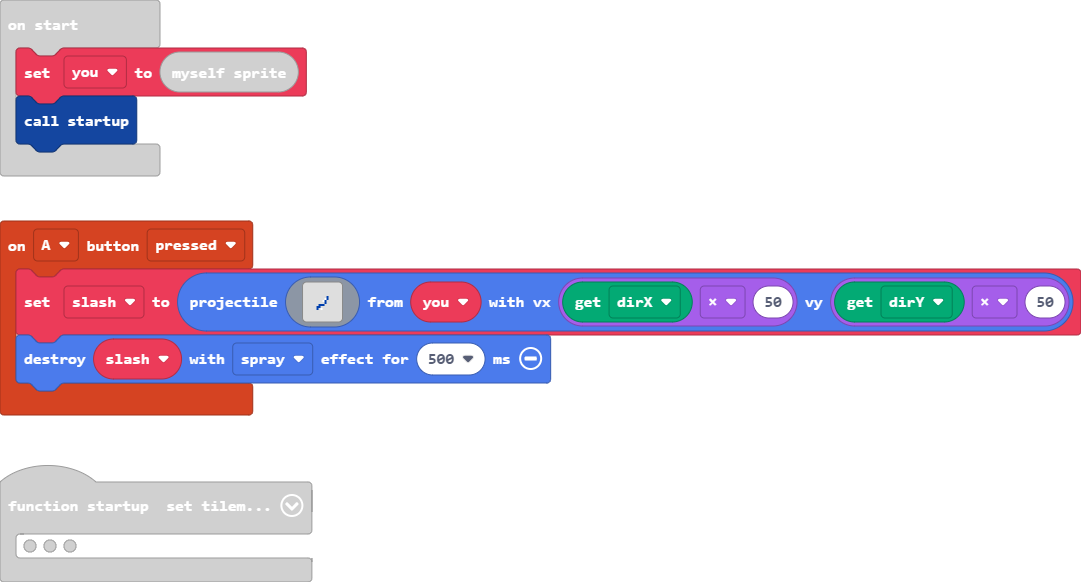 on start
set you to myself sprite
call startup
on A button pressed
set slash to projectile from you with vx get dirX × 50 vy get dirY × 50
destroy slash with spray effect for 500 ms
function startup set tilem...